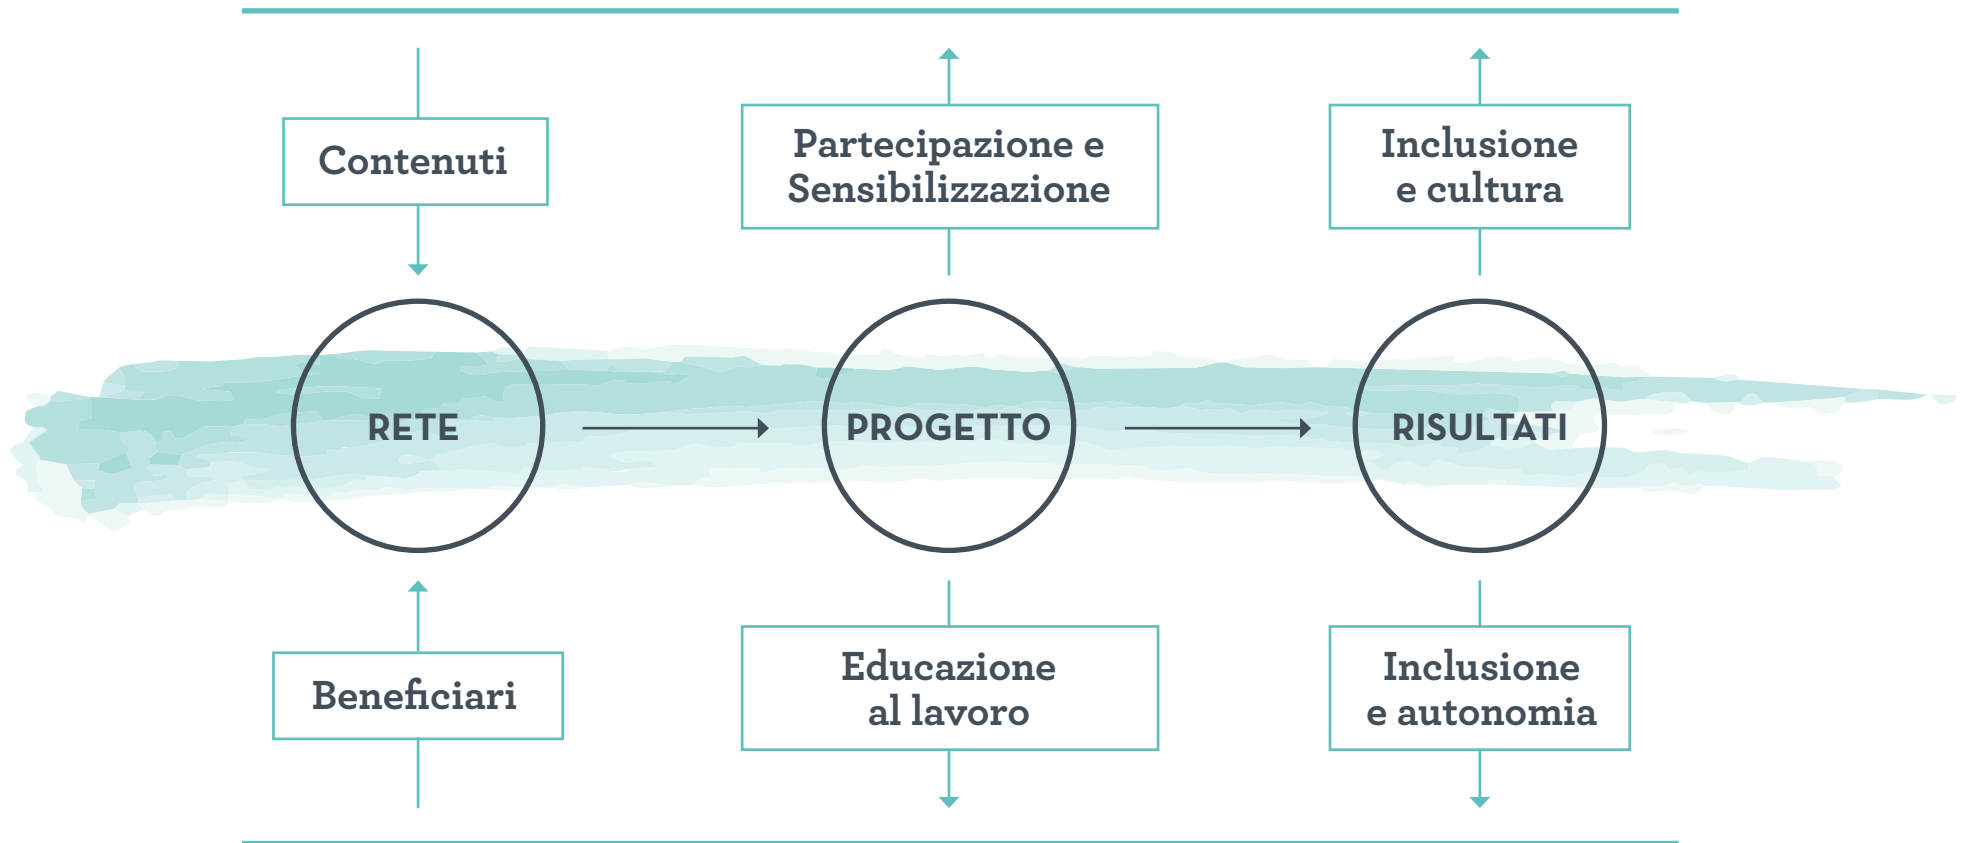 Contenuti
Partecipazione e
Sensibilizzazione
Inclusione
e cultura
RETE
PROGETTO
RISULTATI
Beneficiari
Educazione
al lavoro
Inclusione
e autonomia